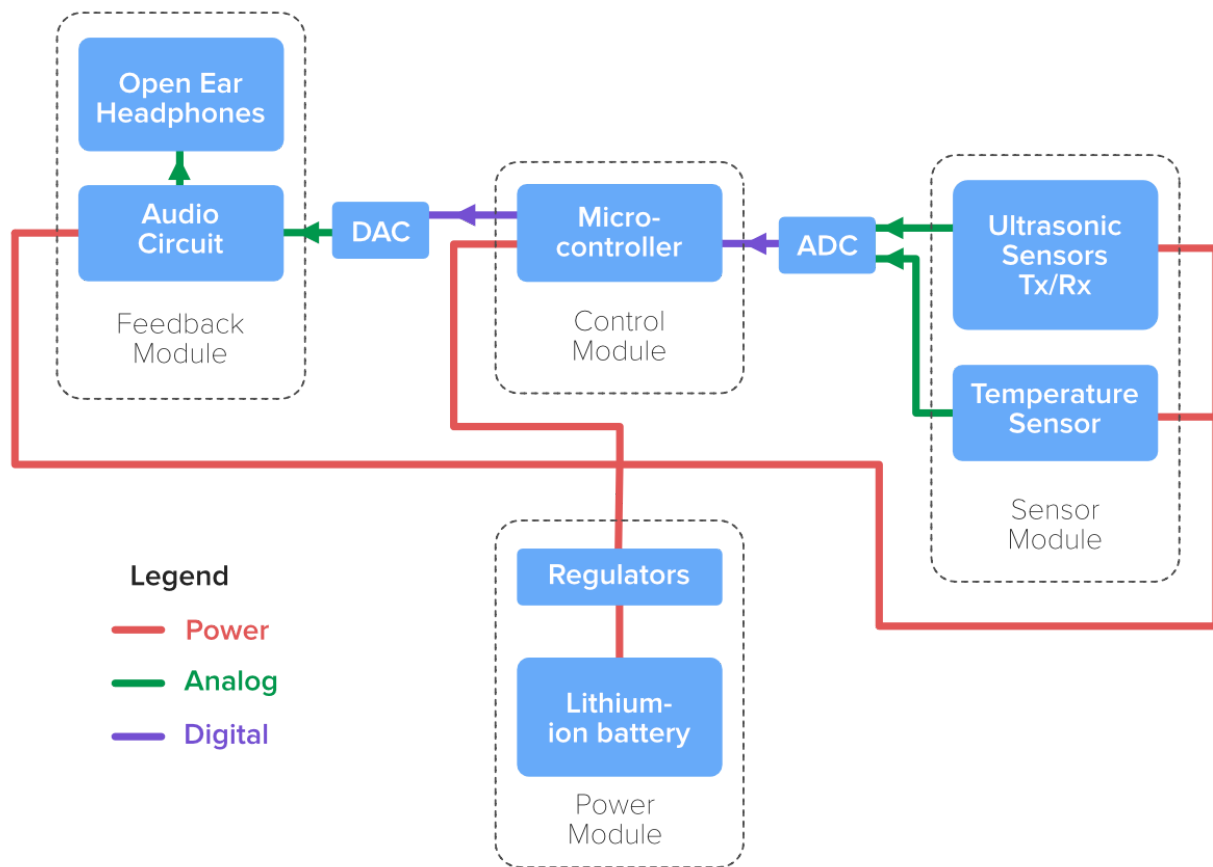 Open Ear
Headphones
Audio
Circuit
Feedback
Module
DAC
Micro-
controller
Control
Module
ADC
Ultrasonic
Sensors
Tx/Rx
Temperature
Sensor
Sensor
Module
Regulators
Lithium-
ion battery
Power
Module
Legend
Power
Analog
Digital